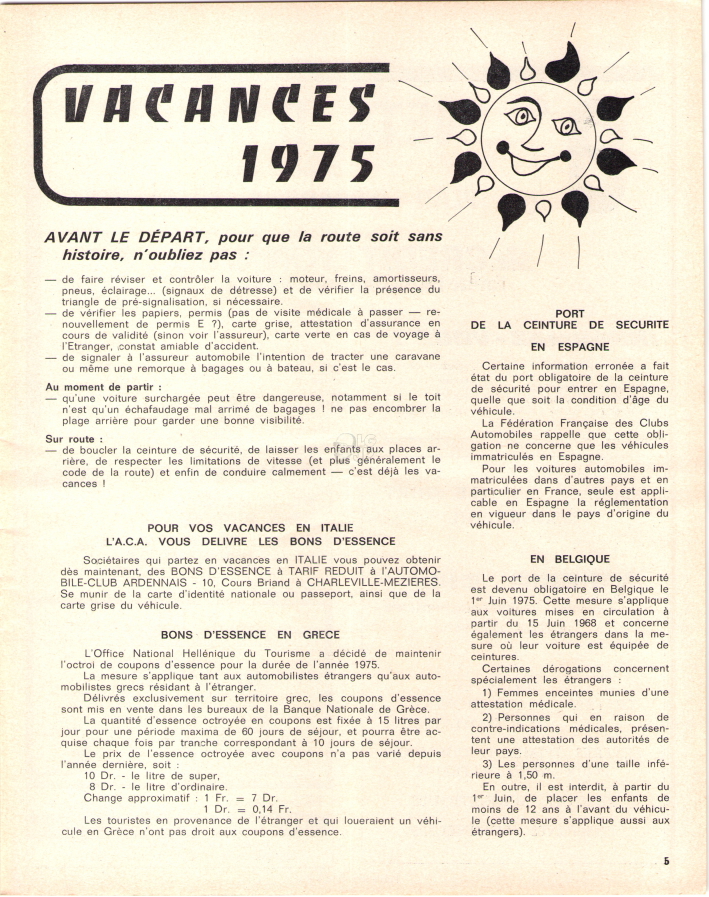 VACANCES
1975
AVANT LE DÉPART, pour que la route soit sans
histoire, n'oubliez pas :
— de faire réviser et contrôler la voiture : moteur, freins, amortisseurs,
pneus, éclairage... (signaux de détresse) et de vérifier la présence du
triangle de pré-signalisation, si nécessaire.
— de vérifier les papiers, permis (pas de visite médicale à passer — re-
nouvellement de permis E ?), carte grise, attestation d'assurance en
cours de validité (sinon voir l'assureur), carte verte en cas de voyage à
l'Etranger, constat amiable d'accident.
— de signaler à l'assureur automobile l'intention de tracter une caravane
ou même une remorque à bagages ou à bateau, si c'est le cas.
Au moment de partir :
— qu'une voiture surchargée peut être dangereuse, notamment si le toit
n'est qu'un échafaudage mal arrimé de bagages ! ne pas encombrer la
plage arrière pour garder une bonne visibilité.
Sur route :
— de boucler la ceinture de sécurité, de laisser les enfants aux places ar-
rière, de respecter les limitations de vitesse (et plus généralement le
code de la route) et enfin de conduire calmement — c'est déjà les va-
cances !
POUR VOS VACANCES EN ITALIE
L'A.C.A. VOUS DELIVRE LES BONS D'ESSENCE
Sociétaires qui partez en vacances en ITALIE vous pouvez obtenir
dès maintenant, des BONS D'ESSENCE à TARIF REDUIT à l'AUTOMO-
BILE-CLUB ARDENNAIS - 10, Cours Briand à CHARLEVILLE-MEZIERES.
Se munir de la carte d'identité nationale ou passeport, ainsi que de la
carte grise du véhicule.
BONS D'ESSENCE EN GRECE
L'Office National Hellénique du Tourisme a décidé de maintenir
l'octroi de coupons d'essence pour la durée de l'année 1975.
La mesure s'applique tant aux automobilistes étrangers qu'aux auto-
mobilistes grecs résidant à l'étranger.
Délivrés exclusivement sur territoire grec, les coupons d'essence
sont mis en vente dans les bureaux de la Banque Nationale de Grèce.
La quantité d'essence octroyée en coupons est fixée à 15 litres par
jour pour une période maxima de 60 jours de séjour, et pourra être ac-
quise chaque fois par tranche correspondant à 10 jours de séjour.
Le prix de l'essence octroyée avec coupons n'a pas varié depuis
l'année dernière, soit :
10 Dr. - le litre de super,
8 Dr. - le litre d'ordinaire.
Change approximatif : 1 Fr. = 7 Dr.
1 Dr. = 0,14 Fr.
Les touristes en provenance de l'étranger et qui loueraient un véhi-
cule en Grèce n'ont pas droit aux coupons d'essence.
PORT
DE LA CEINTURE DE SECURITE
EN ESPAGNE
Certaine information erronée a fait
état du port obligatoire de la ceinture
de sécurité pour entrer en Espagne,
quelle que soit la condition d'âge du
véhicule.
La Fédération Française des Clubs
Automobiles rappelle que cette obli-
gation ne concerne que les véhicules
immatriculés en Espagne.
Pour les voitures automobiles im-
matriculées dans d'autres pays et en
particulier en France, seule est appli-
cable en Espagne la réglementation
en vigueur dans le pays d'origine du
véhicule.
EN BELGIQUE
Le port de la ceinture de sécurité
est devenu obligatoire en Belgique le
1er Juin 1975. Cette mesure s'applique
aux voitures mises en circulation à
partir du 15 Juin 1968 et concerne
également les étrangers dans la me-
sure où leur voiture est équipée de
ceintures.
Certaines dérogations concernent
spécialement les étrangers :
1) Femmes enceintes munies d'une
attestation médicale.
2) Personnes qui en raison de
contre-indications médicales, présen-
tent une attestation des autorités de
leur pays.
3) Les personnes d'une taille infé-
rieure à 1,50 m.
En outre, il est interdit, à partir du
1er Juin, de placer les enfants de
moins de 12 ans à l'avant du véhicu-
le (cette mesure s'applique aussi aux
étrangers).
5